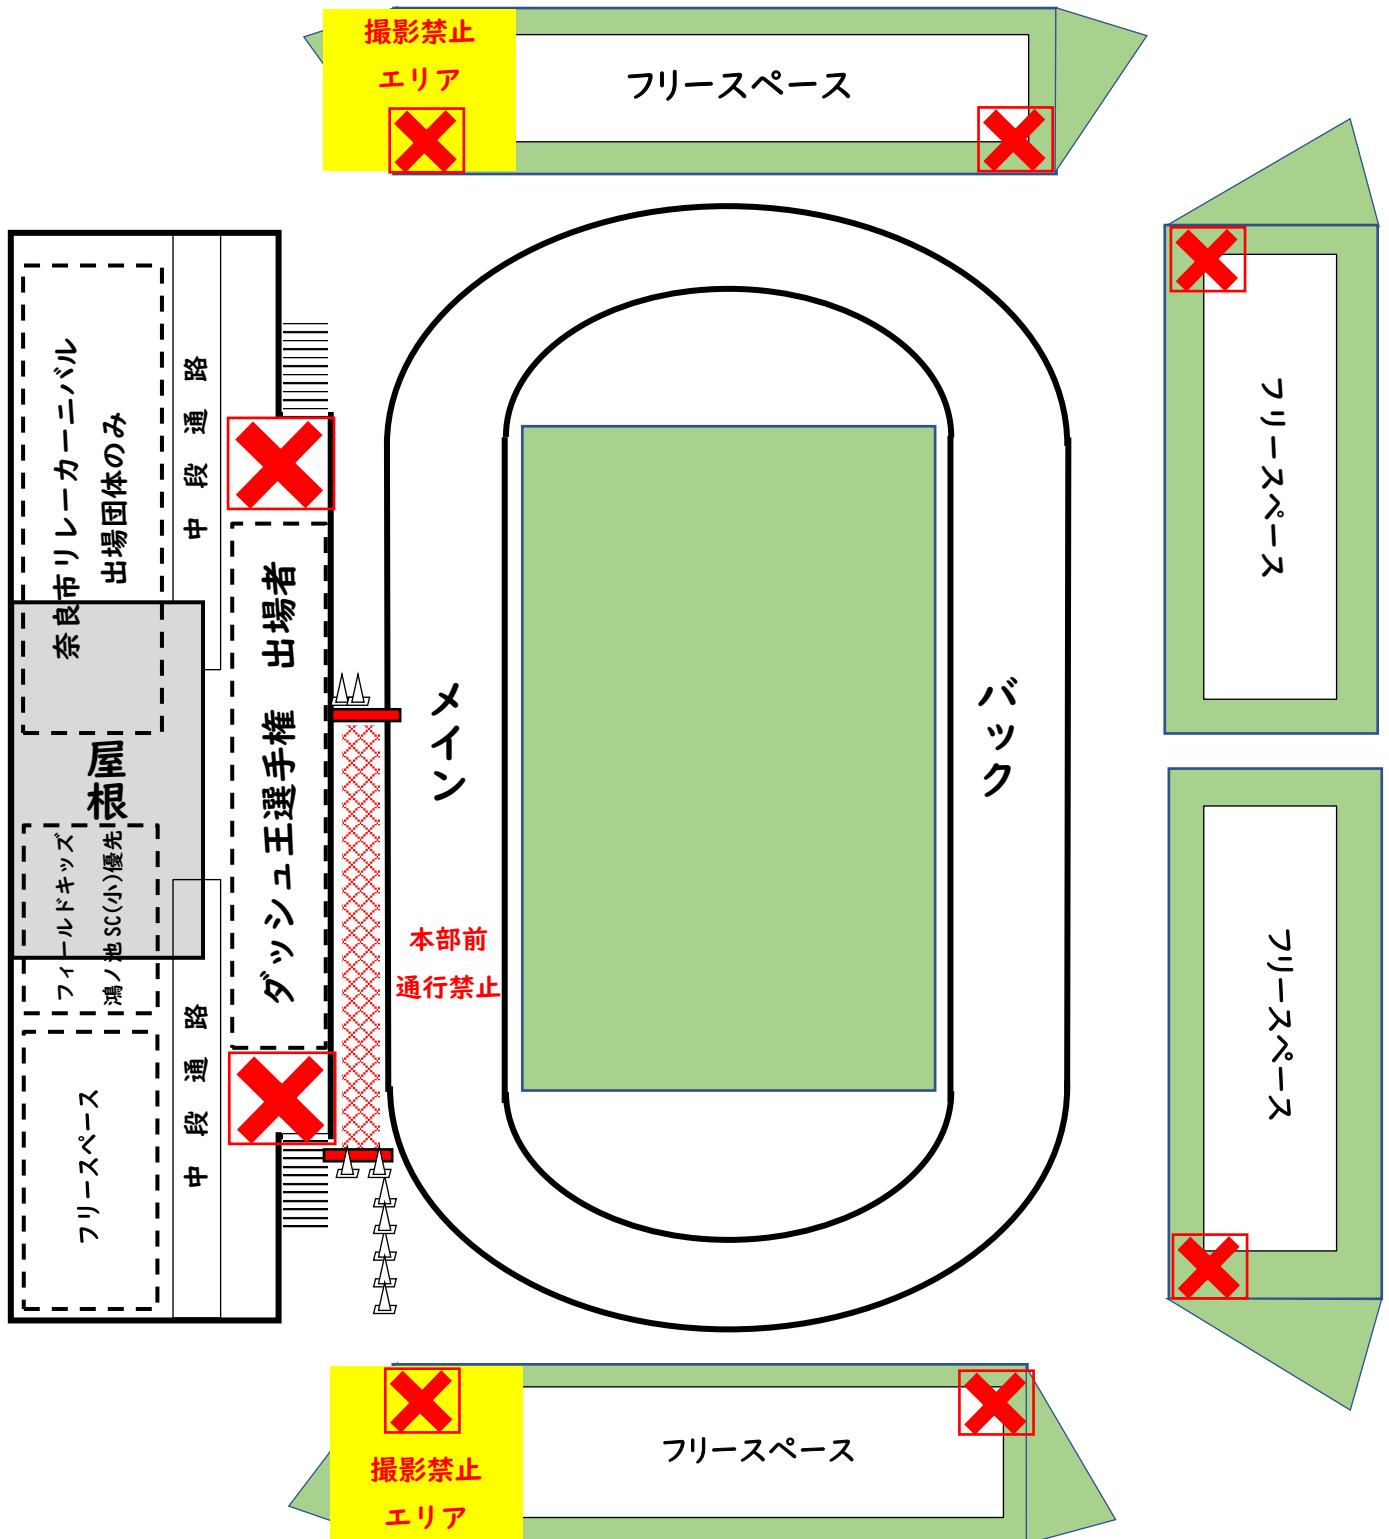 撮影禁止
エリア
フリースペース
奈良市リレーカーニバル
出場団体のみ
中段通路
フリースペース
ダッシュ王選手権　出場者
メイン
バック
屋根
フィールドキッズ
鴻ノ池SC(小)優先
本部前
通行禁止
フリースペース
中段通路
フリースペース
フリースペース
撮影禁止
エリア